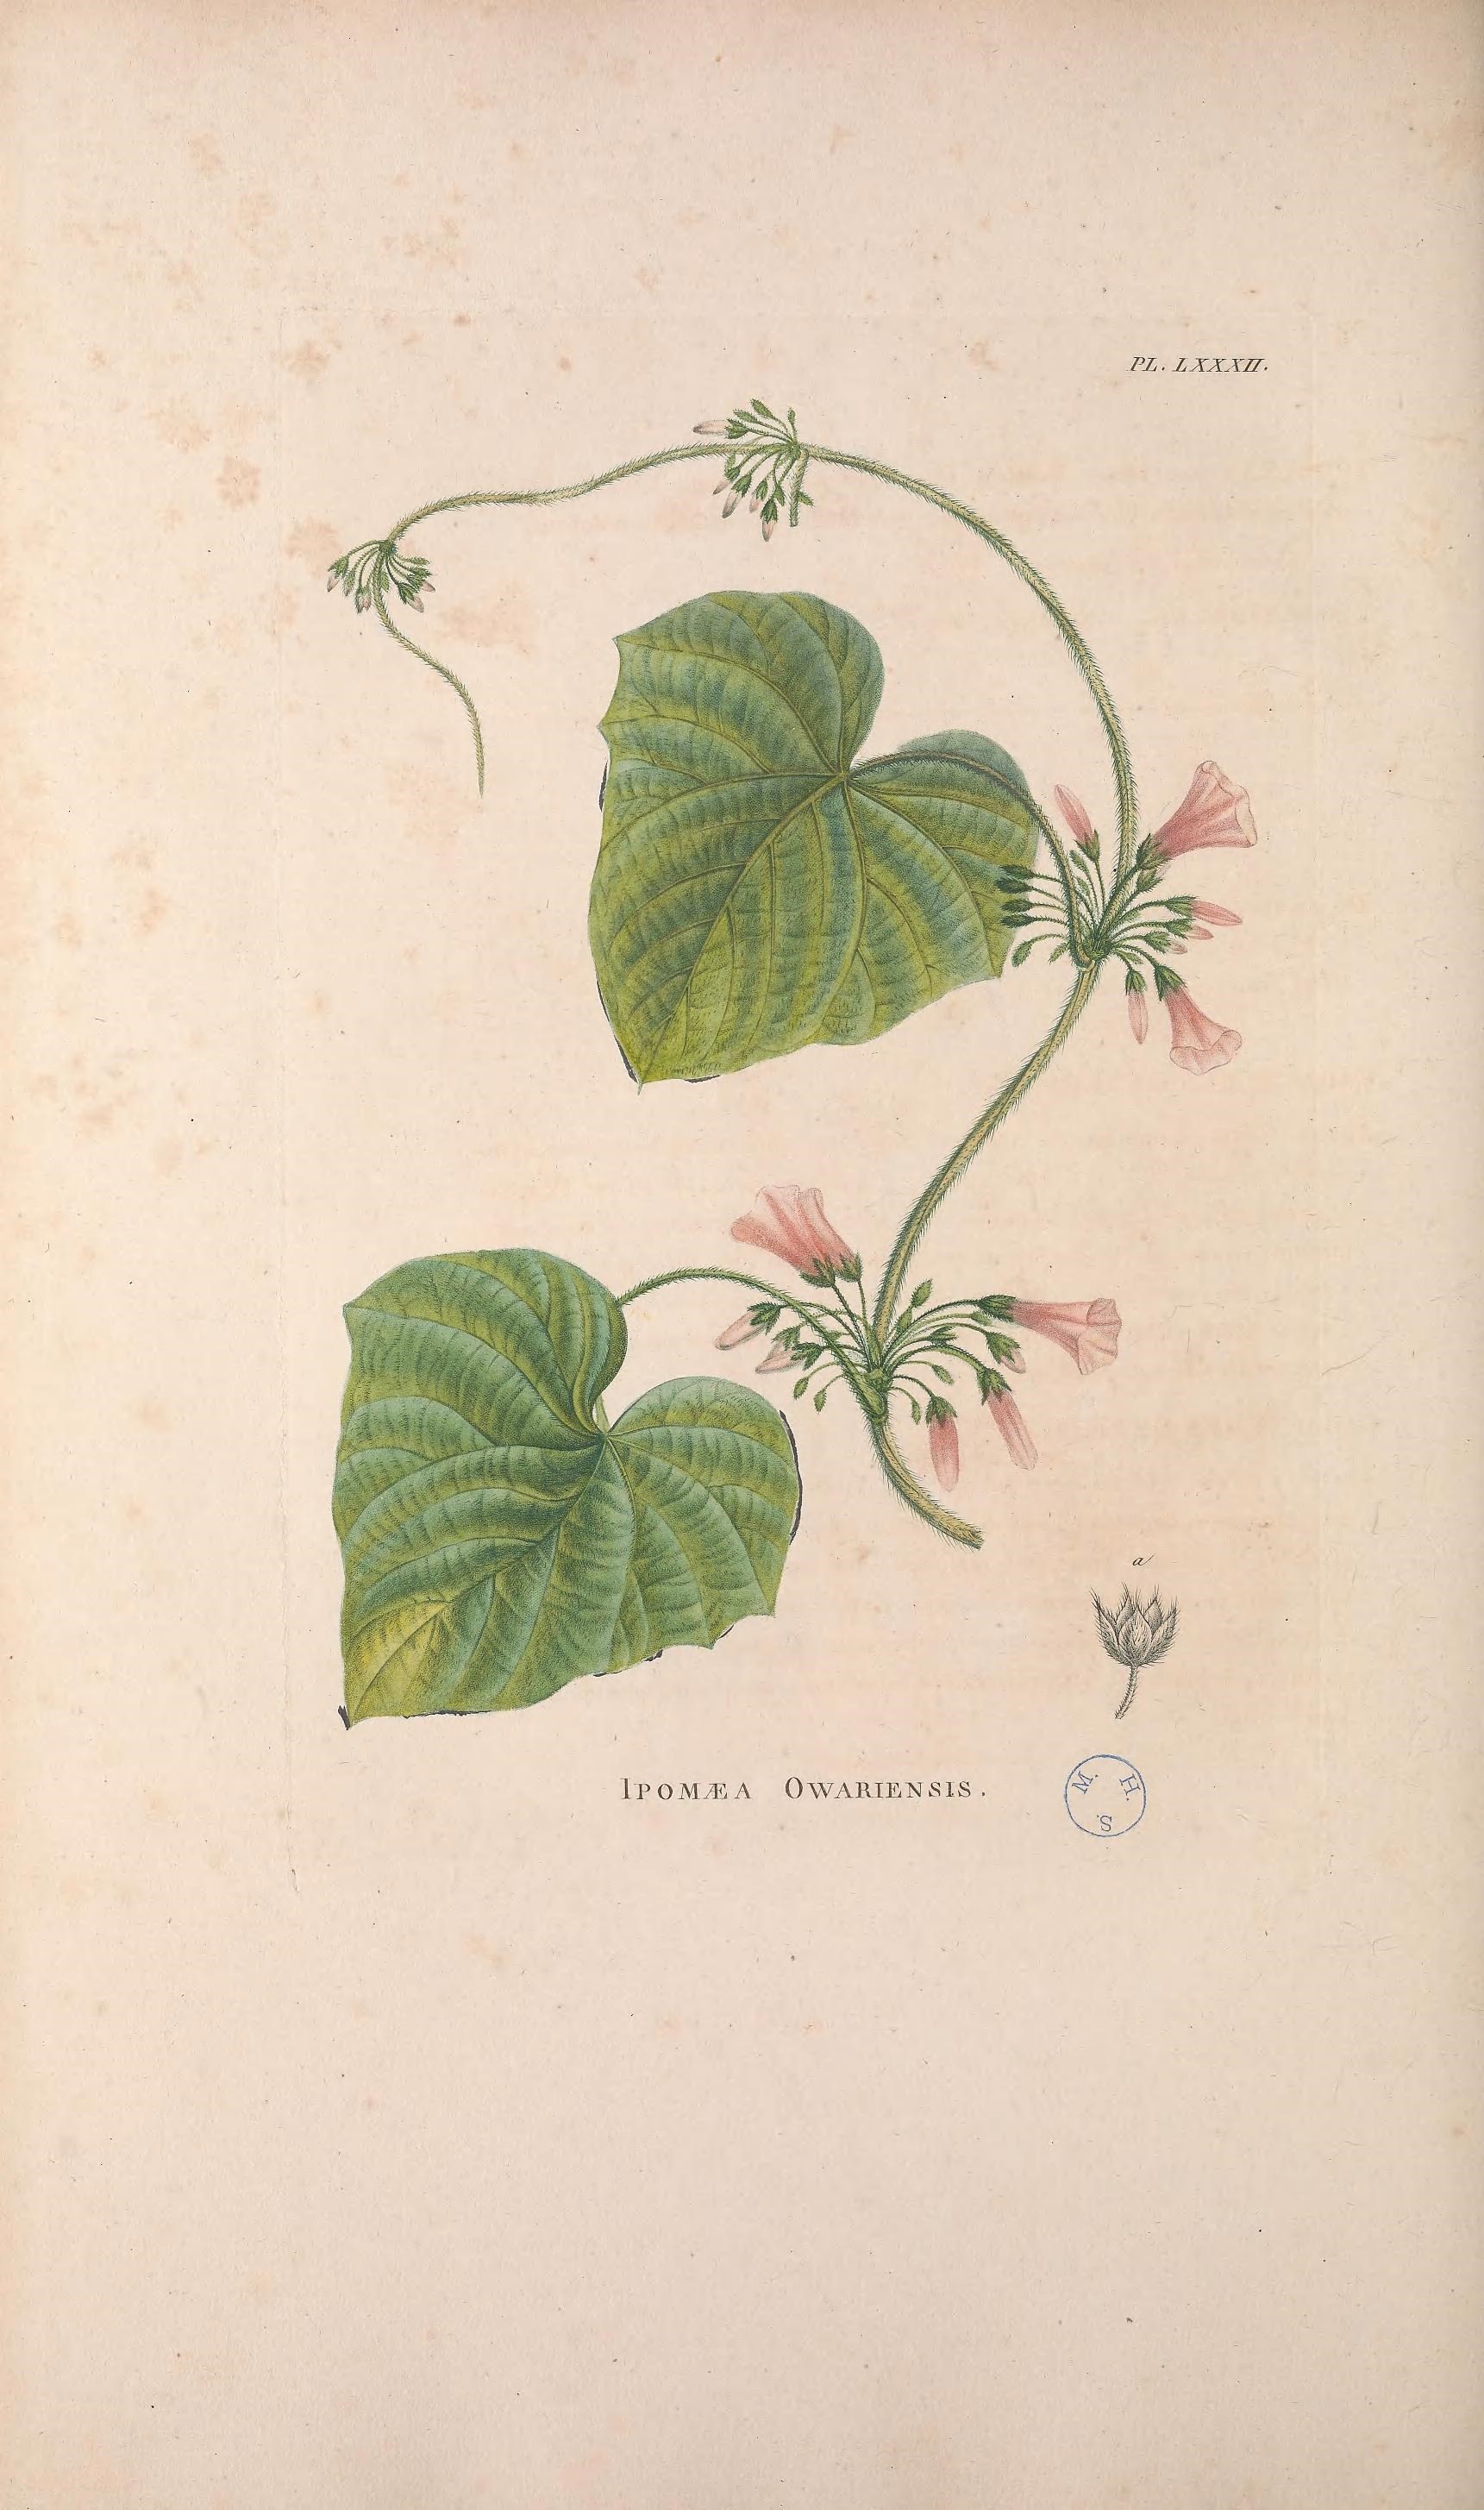 PL. LXXXII.
a
IPOMÆA OWARIENSIS.
M. H.
S.